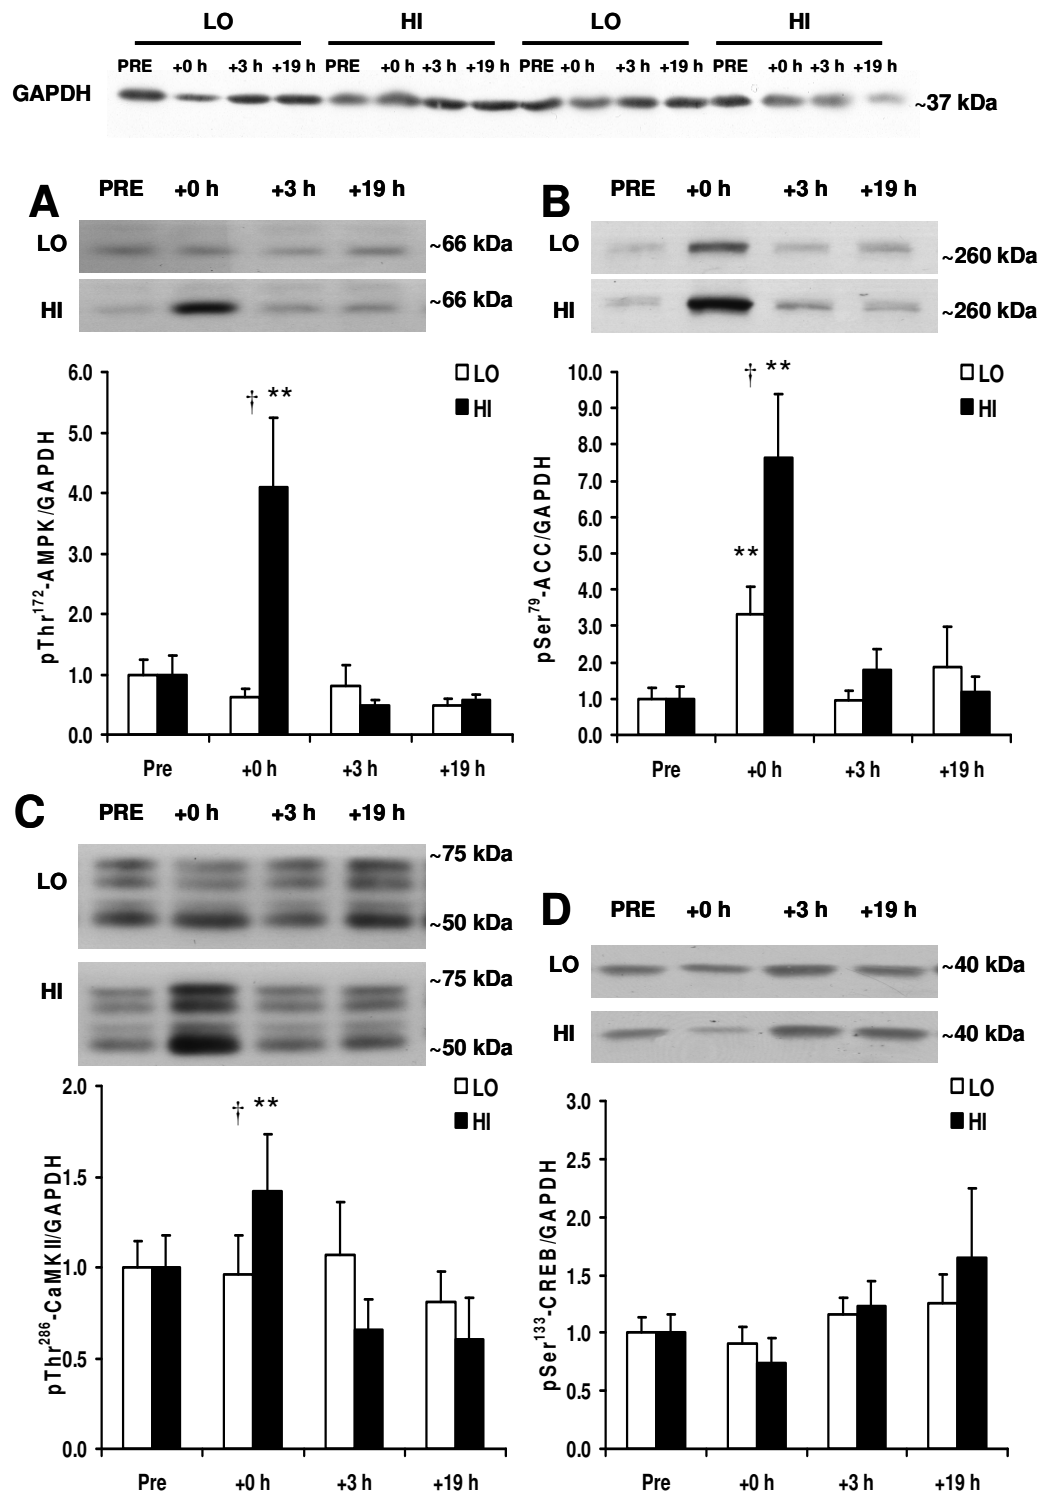 LO HI LO HI
PRE +0 h +3 h +19 h PRE +0 h +3 h +19 h PRE +0 h +3 h +19 h PRE +0 h +3 h +19 h
GAPDH ~37 kDa
A PRE +0 h +3 h +19 h
LO ~66 kDa
HI ~66 kDa
6.0
5.0
4.0
3.0
2.0
1.0
0.0
pThr172-AMPK/GAPDH
† **
LO
HI
Pre +0 h +3 h +19 h
B PRE +0 h +3 h +19 h
LO ~260 kDa
HI ~260 kDa
10.0
9.0
8.0
7.0
6.0
5.0
4.0
3.0
2.0
1.0
0.0
pSer79-ACC/GAPDH
† **
**
LO
HI
Pre +0 h +3 h +19 h
C PRE +0 h +3 h +19 h
LO ~75 kDa
~50 kDa
HI ~75 kDa
~50 kDa
2.0
1.5
1.0
0.5
0.0
pThr286-CaMKII/GAPDH
† **
LO
HI
Pre +0 h +3 h +19 h
D PRE +0 h +3 h +19 h
LO ~40 kDa
HI ~40 kDa
3.0
2.5
2.0
1.5
1.0
0.5
0.0
pSer133-CREB/GAPDH
LO
HI
Pre +0 h +3 h +19 h